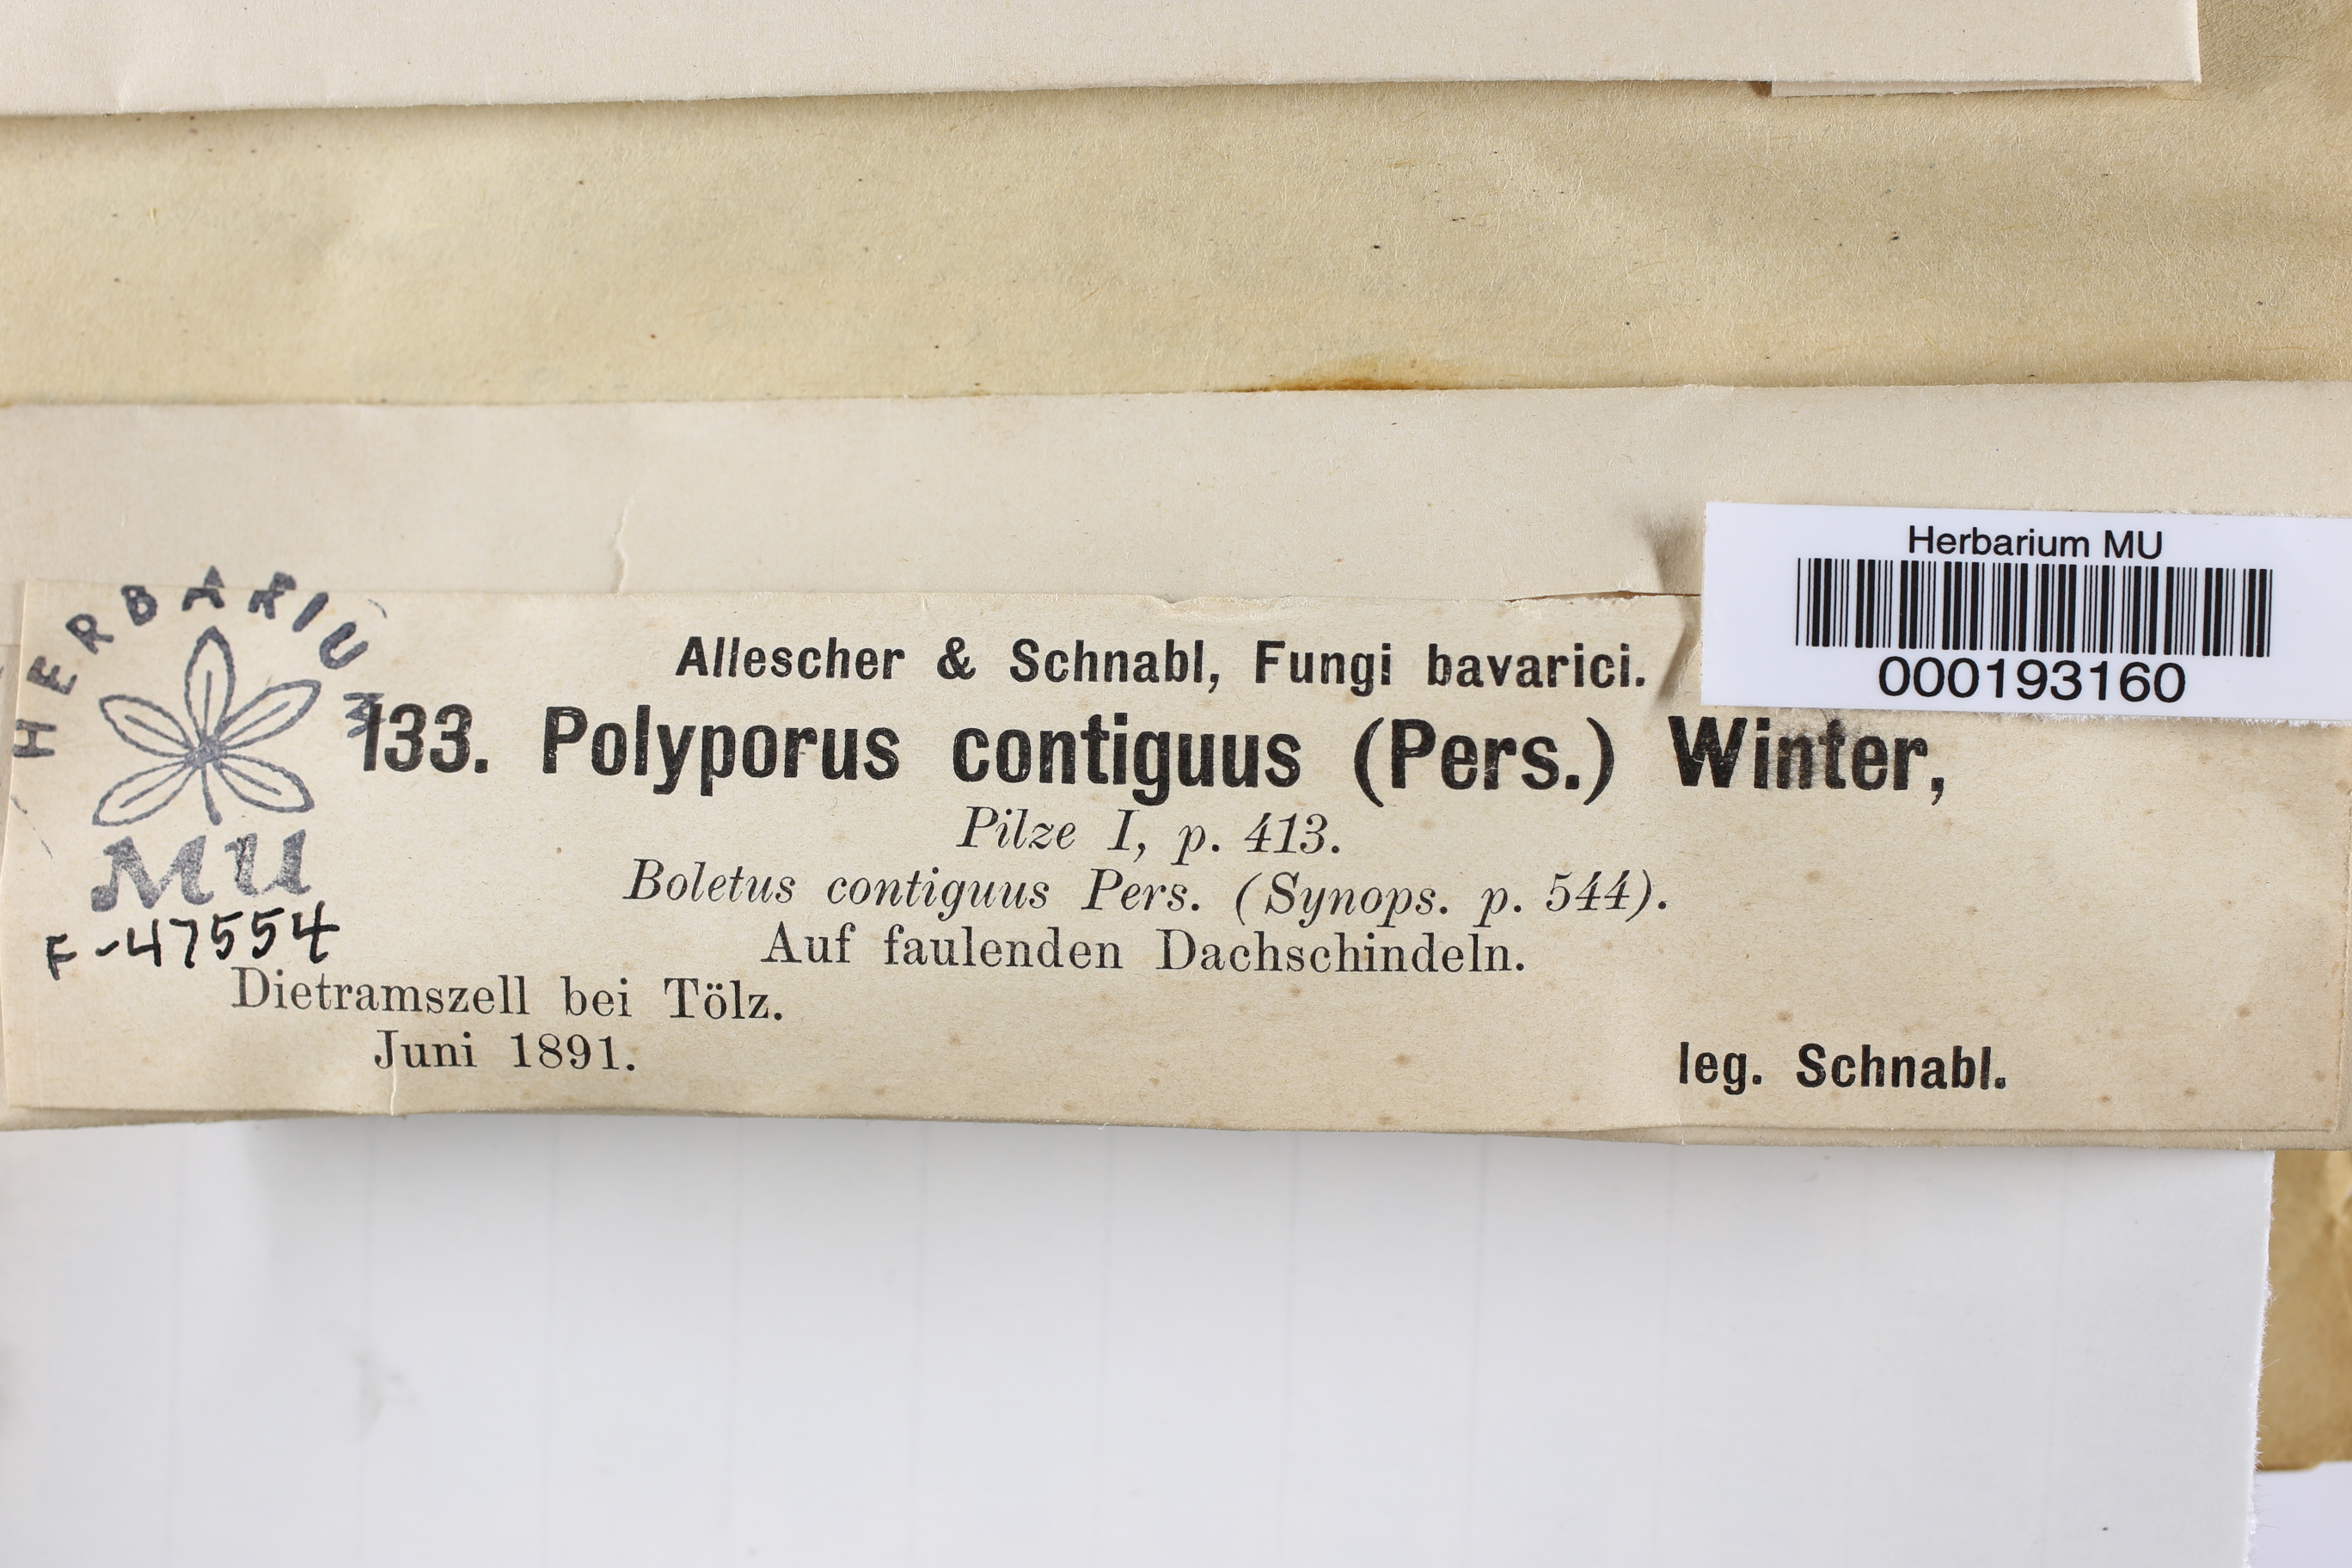 Herbarium MU
000193160
HERBARIUM
MU
F-47554
Allescher & Schnabl, Fungi bavarici.
133. Polyporus contiguus (Pers.) Winter,
Pilze I, p. 413.
Boletus contiguus Pers. (Synops. p. 544).
Auf faulenden Dachschindeln.
Dietramszell bei Tölz.
Juni 1891.
leg. Schnabl.